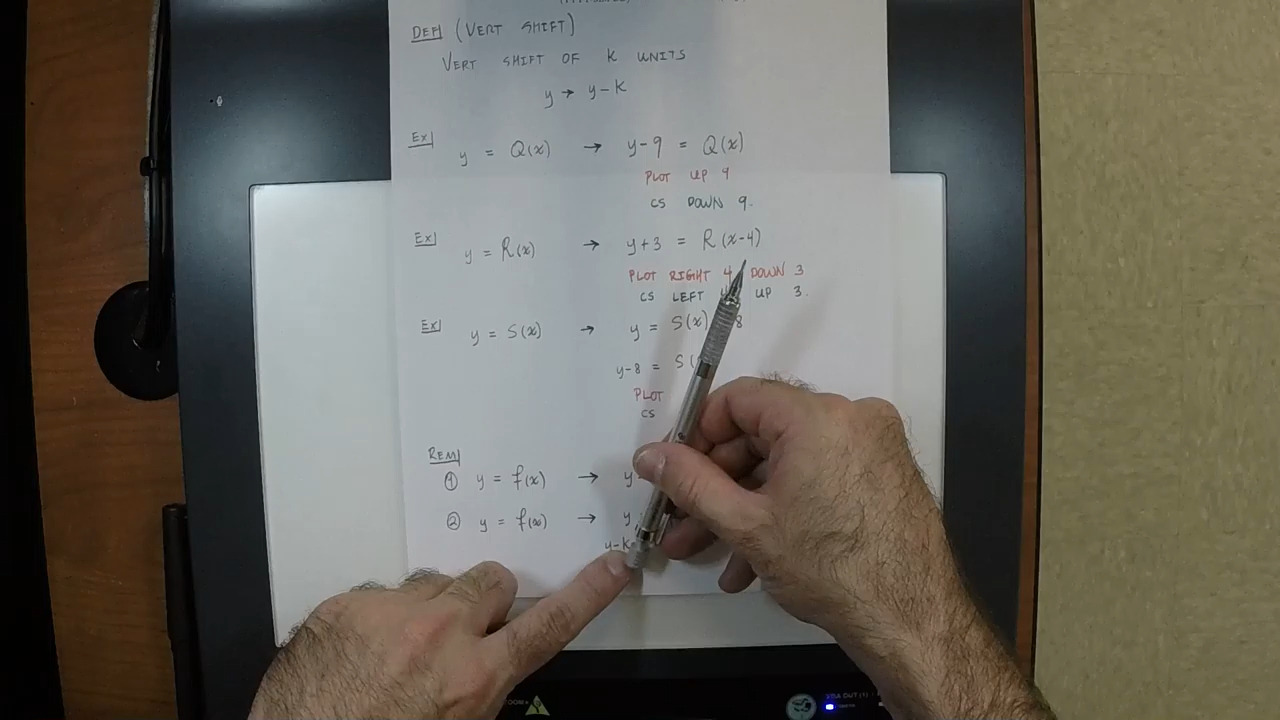 DEF (VERT SHIFT)
VERT SHIFT OF K UNITS
y → y-K
Ex y = Q(x) → y-9 = Q(x)
PLOT UP 9
CS DOWN 9.
Ex y = R(x) → y+3 = R(x-4)
PLOT RIGHT 4 DOWN 3
CS LEFT UP 3.
Ex y = S(x) → y = S(x) 8
y-8 = S(
PLOT
CS
REM
① y = f(x) → y
② y = f(x) → y
y-K